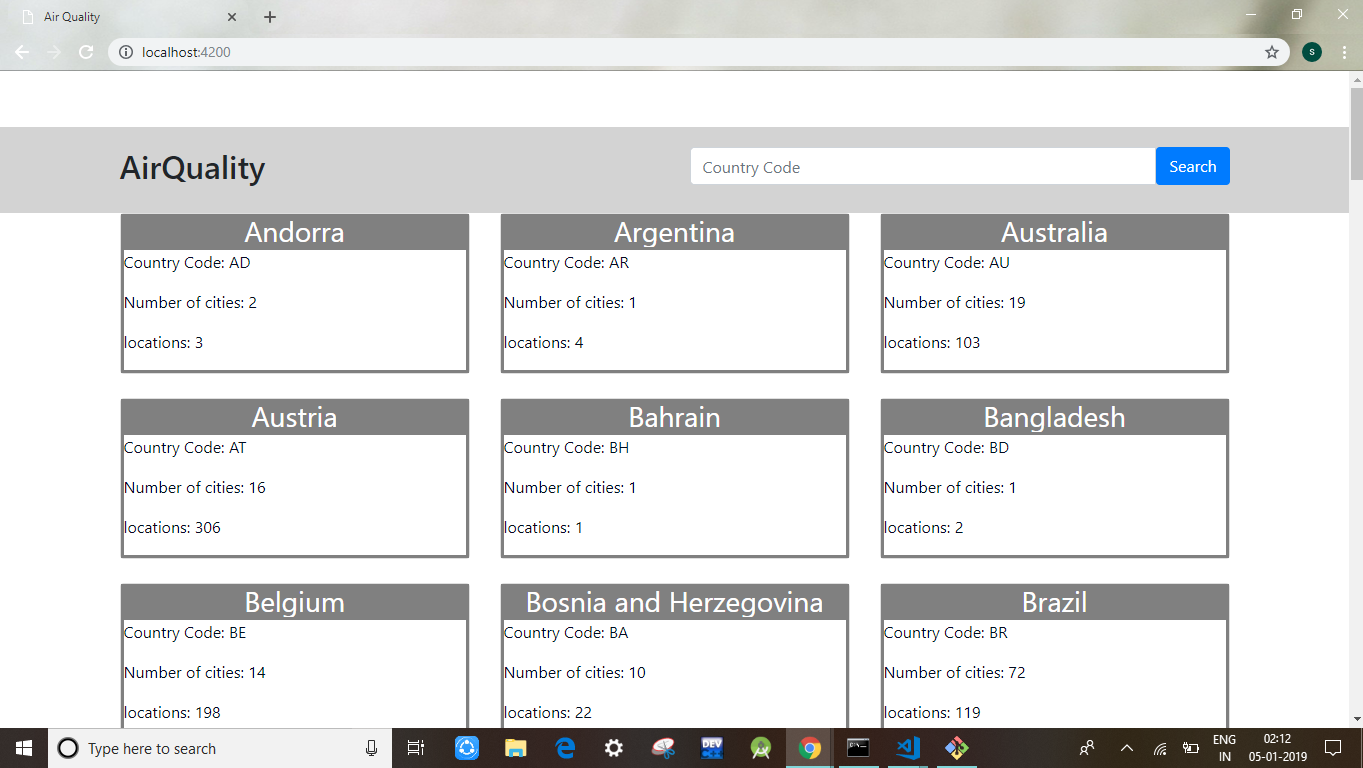 Air Quality
localhost:4200
S
AirQuality
Country Code
Search
Andorra
Country Code: AD
Number of cities: 2
locations: 3
Argentina
Country Code: AR
Number of cities: 1
locations: 4
Australia
Country Code: AU
Number of cities: 19
locations: 103
Austria
Country Code: AT
Number of cities: 16
locations: 306
Bahrain
Country Code: BH
Number of cities: 1
locations: 1
Bangladesh
Country Code: BD
Number of cities: 1
locations: 2
Belgium
Country Code: BE
Number of cities: 14
locations: 198
Bosnia and Herzegovina
Country Code: BA
Number of cities: 10
locations: 22
Brazil
Country Code: BR
Number of cities: 72
locations: 119
Type here to search
DEV
ENG
IN
02:12
05-01-2019